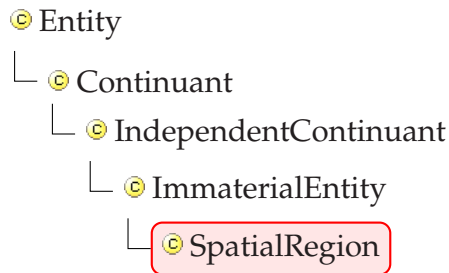 © Entity
© Continuant
© IndependentContinuant
© ImmaterialEntity
© SpatialRegion